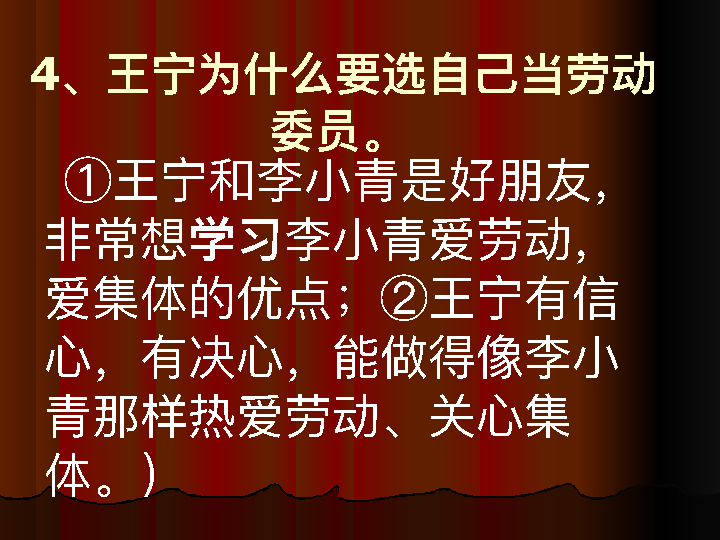 4、王宁为什么要选自己当劳动
委员。
①王宁和李小青是好朋友，
非常想学习李小青爱劳动，
爱集体的优点；②王宁有信
心，有决心，能做得像李小
青那样热爱劳动、关心集
体。)